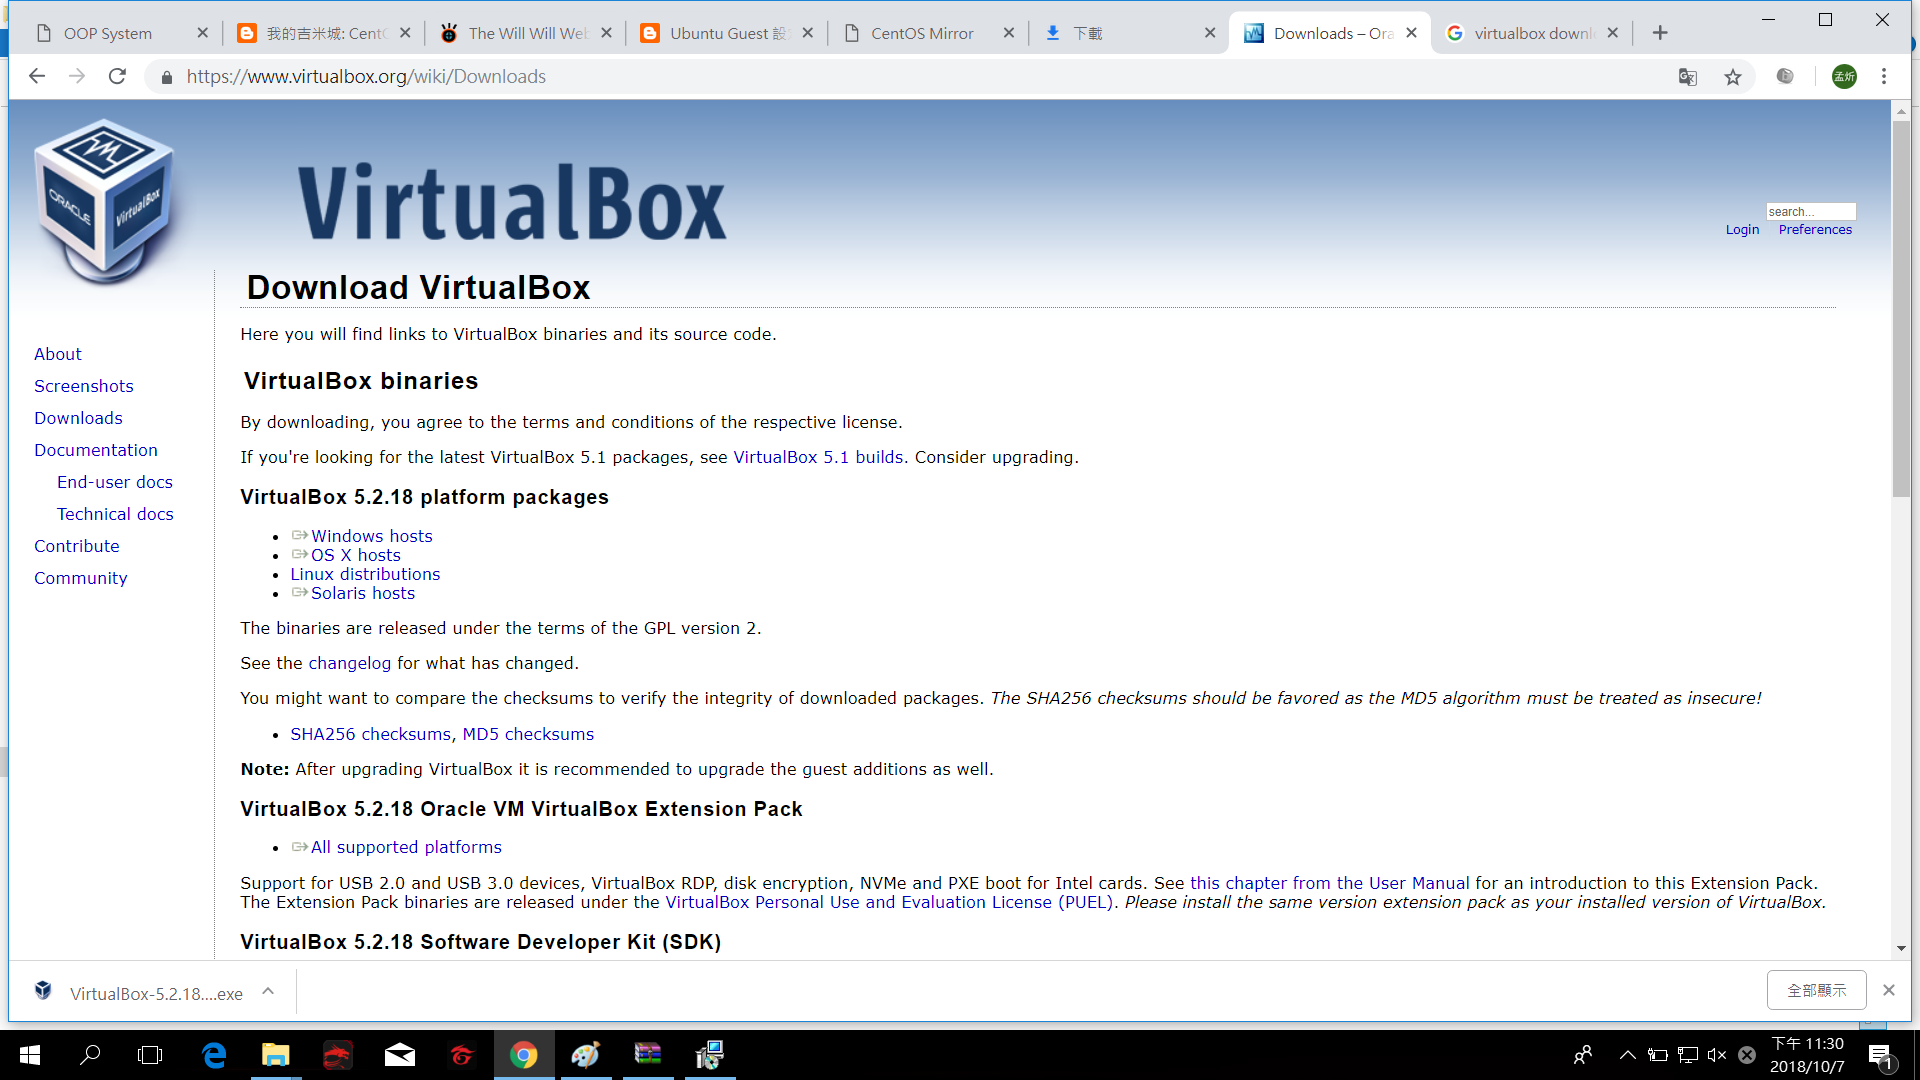 OOP System
我的吉米城: Cent
The Will Will Web
Ubuntu Guest 設
CentOS Mirror
下載
Downloads – Ora
virtualbox downl
https://www.virtualbox.org/wiki/Downloads
孟炘
ORACLE
VirtualBox
VirtualBox
search...
Login
Preferences
Download VirtualBox
Here you will find links to VirtualBox binaries and its source code.
About
Screenshots
Downloads
Documentation
End-user docs
Technical docs
Contribute
Community
VirtualBox binaries
By downloading, you agree to the terms and conditions of the respective license.
If you're looking for the latest VirtualBox 5.1 packages, see VirtualBox 5.1 builds. Consider upgrading.
VirtualBox 5.2.18 platform packages
Windows hosts
OS X hosts
Linux distributions
Solaris hosts
The binaries are released under the terms of the GPL version 2.
See the changelog for what has changed.
You might want to compare the checksums to verify the integrity of downloaded packages. The SHA256 checksums should be favored as the MD5 algorithm must be treated as insecure!
SHA256 checksums, MD5 checksums
Note: After upgrading VirtualBox it is recommended to upgrade the guest additions as well.
VirtualBox 5.2.18 Oracle VM VirtualBox Extension Pack
All supported platforms
Support for USB 2.0 and USB 3.0 devices, VirtualBox RDP, disk encryption, NVMe and PXE boot for Intel cards. See this chapter from the User Manual for an introduction to this Extension Pack.
The Extension Pack binaries are released under the VirtualBox Personal Use and Evaluation License (PUEL). Please install the same version extension pack as your installed version of VirtualBox.
VirtualBox 5.2.18 Software Developer Kit (SDK)
VirtualBox-5.2.18....exe
全部顯示
下午 11:30
2018/10/7
1